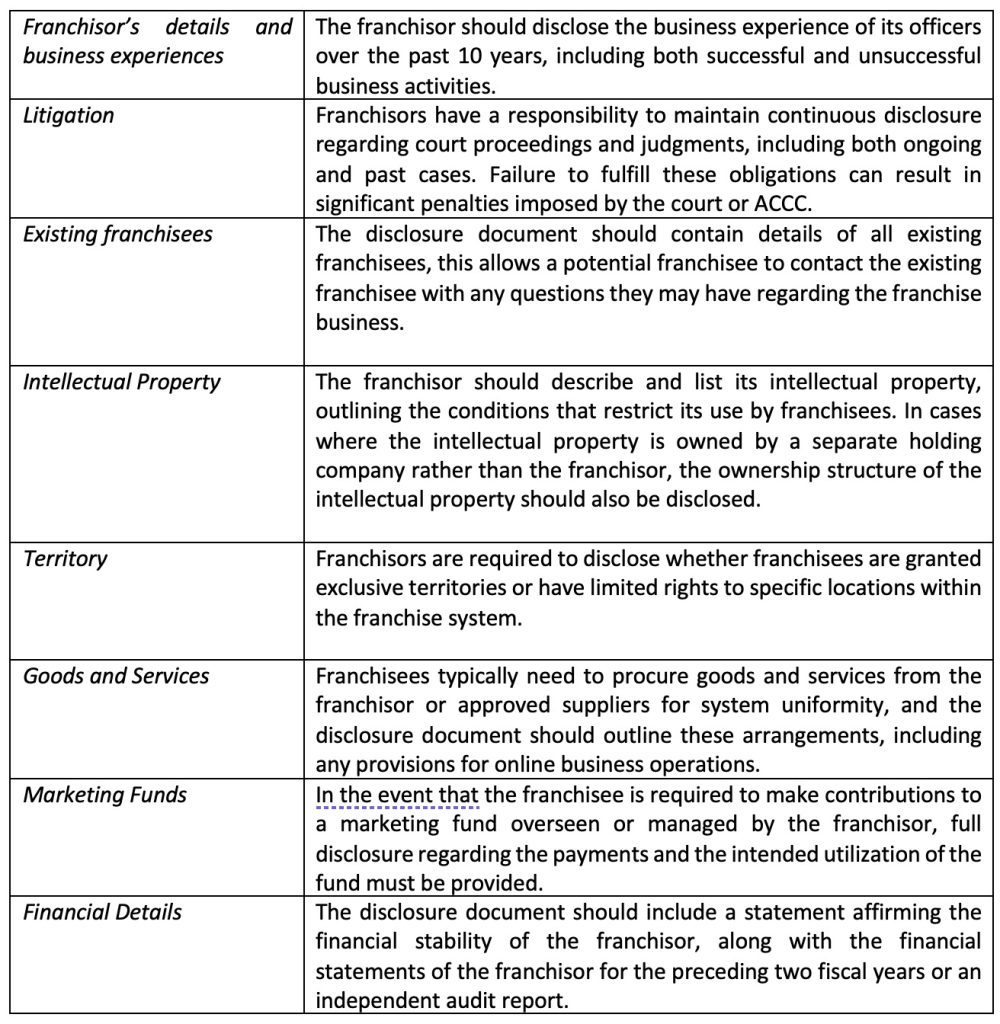 Franchisor's details and
business experiences
The franchisor should disclose the business experience of its officers
over the past 10 years, including both successful and unsuccessful
business activities.
Litigation
Franchisors have a responsibility to maintain continuous disclosure
regarding court proceedings and judgments, including both ongoing
and past cases. Failure to fulfill these obligations can result in
significant penalties imposed by the court or ACCC.
Existing franchisees
The disclosure document should contain details of all existing
franchisees, this allows a potential franchisee to contact the existing
franchisee with any questions they may have regarding the franchise
business.
Intellectual Property
The franchisor should describe and list its intellectual property,
outlining the conditions that restrict its use by franchisees. In cases
where the intellectual property is owned by a separate holding
company rather than the franchisor, the ownership structure of the
intellectual property should also be disclosed.
Territory
Franchisors are required to disclose whether franchisees are granted
exclusive territories or have limited rights to specific locations within
the franchise system.
Goods and Services
Franchisees typically need to procure goods and services from the
franchisor or approved suppliers for system uniformity, and the
disclosure document should outline these arrangements, including
any provisions for online business operations.
Marketing Funds
In the event that the franchisee is required to make contributions to
a marketing fund overseen or managed by the franchisor, full
disclosure regarding the payments and the intended utilization of the
fund must be provided.
Financial Details
The disclosure document should include a statement affirming the
financial stability of the franchisor, along with the financial
statements of the franchisor for the preceding two fiscal years or an
independent audit report.